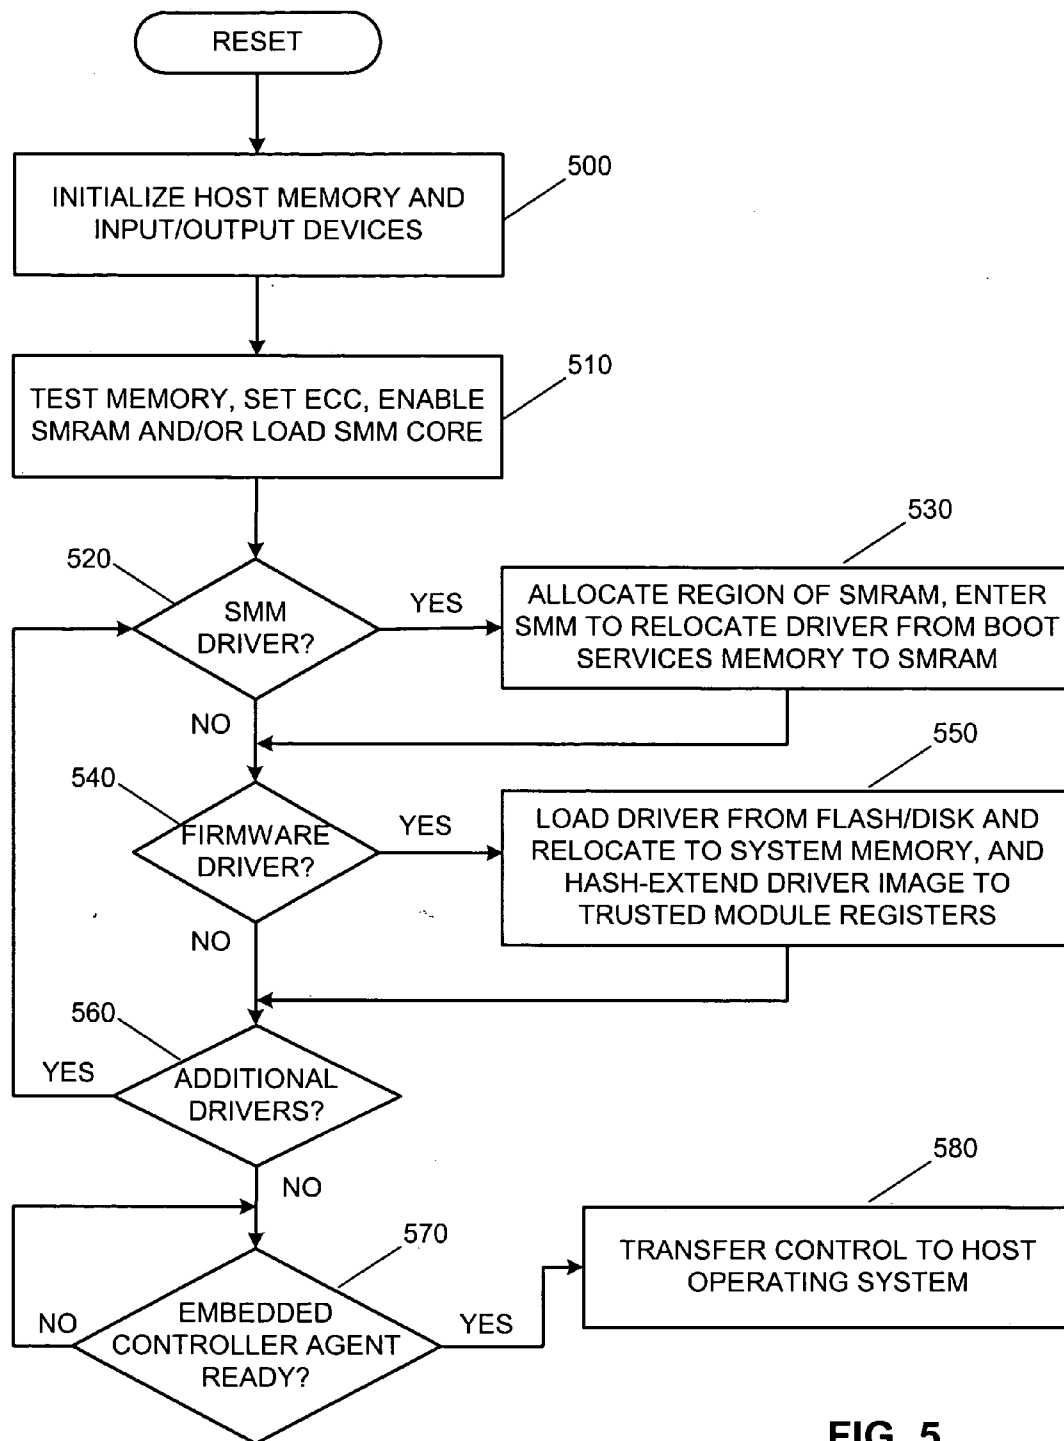 RESET
500
INITIALIZE HOST MEMORY AND
INPUT/OUTPUT DEVICES
510
TEST MEMORY, SET ECC, ENABLE
SMRAM AND/OR LOAD SMM CORE
520
SMM
DRIVER?
YES
NO
530
ALLOCATE REGION OF SMRAM, ENTER
SMM TO RELOCATE DRIVER FROM BOOT
SERVICES MEMORY TO SMRAM
540
FIRMWARE
DRIVER?
YES
NO
550
LOAD DRIVER FROM FLASH/DISK AND
RELOCATE TO SYSTEM MEMORY, AND
HASH-EXTEND DRIVER IMAGE TO
TRUSTED MODULE REGISTERS
560
ADDITIONAL
DRIVERS?
YES
NO
570
EMBEDDED
CONTROLLER AGENT
READY?
NO
YES
580
TRANSFER CONTROL TO HOST
OPERATING SYSTEM
FIG. 5